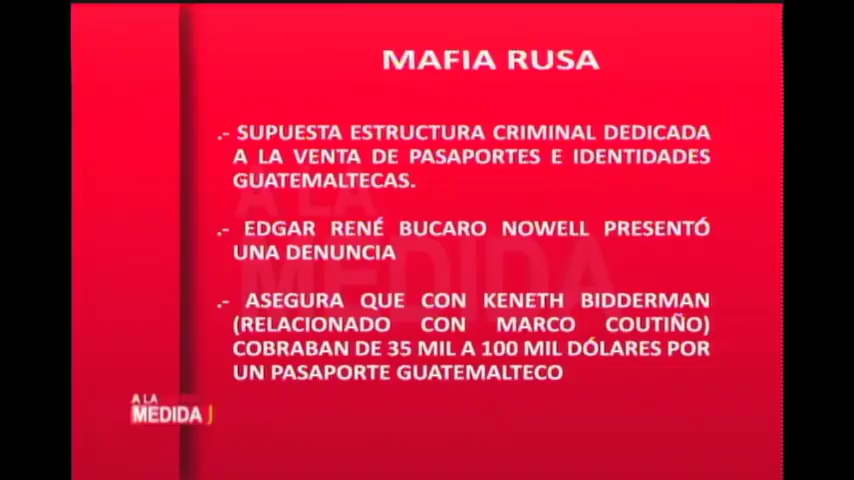 MAFIA RUSA
.- SUPUESTA ESTRUCTURA CRIMINAL DEDICADA
A LA VENTA DE PASAPORTES E IDENTIDADES
GUATEMALTECAS.
.- EDGAR RENÉ BUCARO NOWELL PRESENTÓ
UNA DENUNCIA
.- ASEGURA QUE CON KENETH BIDDERMAN
(RELACIONADO CON MARCO COUTIÑO)
COBRABAN DE 35 MIL A 100 MIL DÓLARES POR
UN PASAPORTE GUATEMALTECO
A LA
MEDIDA
A LA
MEDIDA